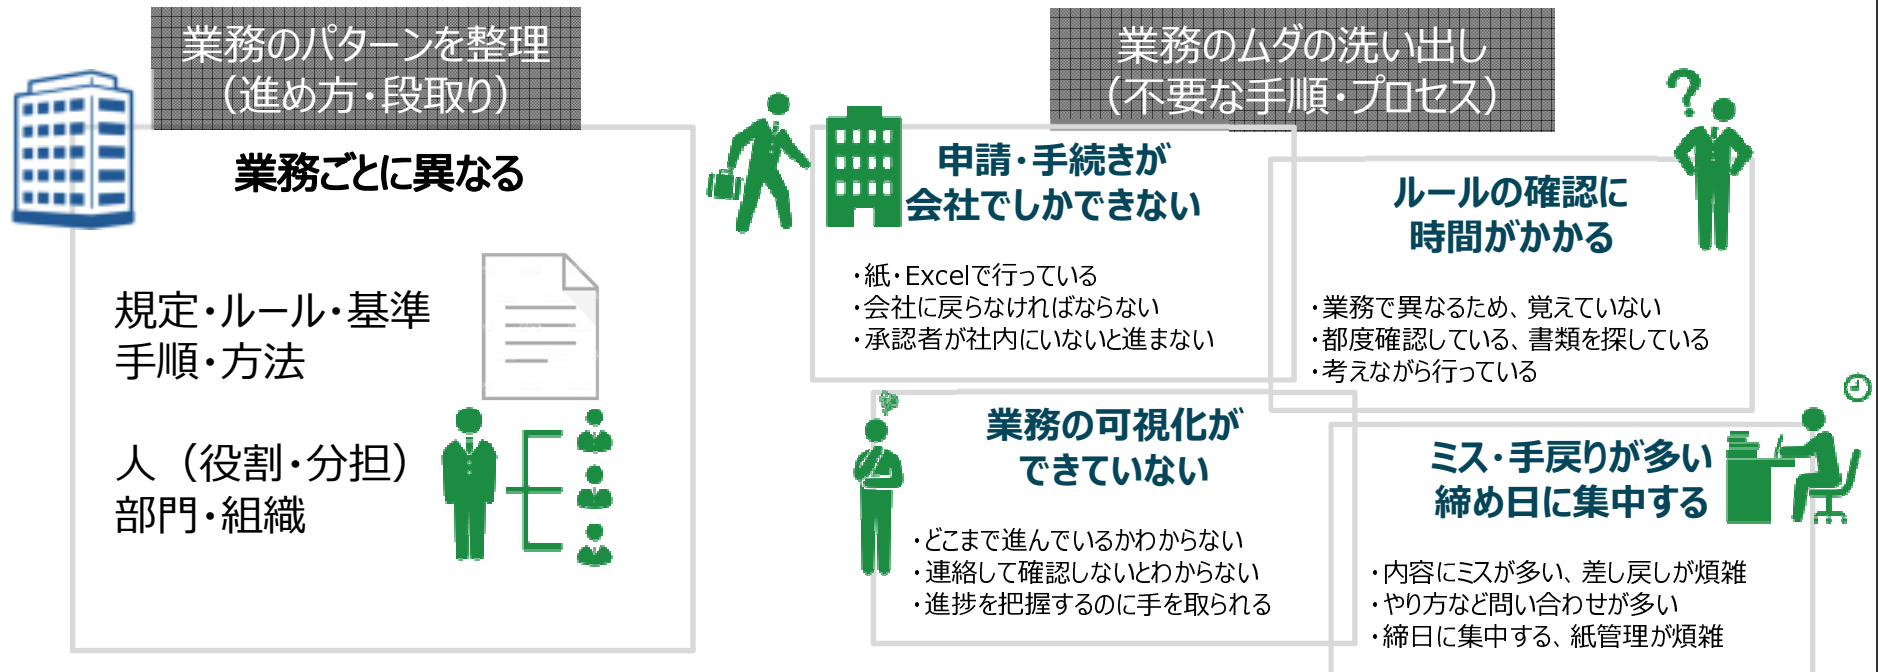 業務のパターンを整理
（進め方・段取り）
業務ごとに異なる
規定・ルール・基準
手順・方法
人（役割・分担）
部門・組織
業務のムダの洗い出し
（不要な手順・プロセス）
申請・手続きが
会社でしかできない
・紙・Excelで行っている
・会社に戻らなければならない
・承認者が社内にいないと進まない
?
ルールの確認に
時間がかかる
・業務で異なるため、覚えていない
・都度確認している、書類を探している
・考えながら行っている
業務の可視化が
できていない
・どこまで進んでいるかわからない
・連絡して確認しないとわからない
・進捗を把握するのに手を取られる
ミス・手戻りが多い
締め日に集中する
・内容にミスが多い、差し戻しが煩雑
・やり方など問い合わせが多い
・締日に集中する、紙管理が煩雑